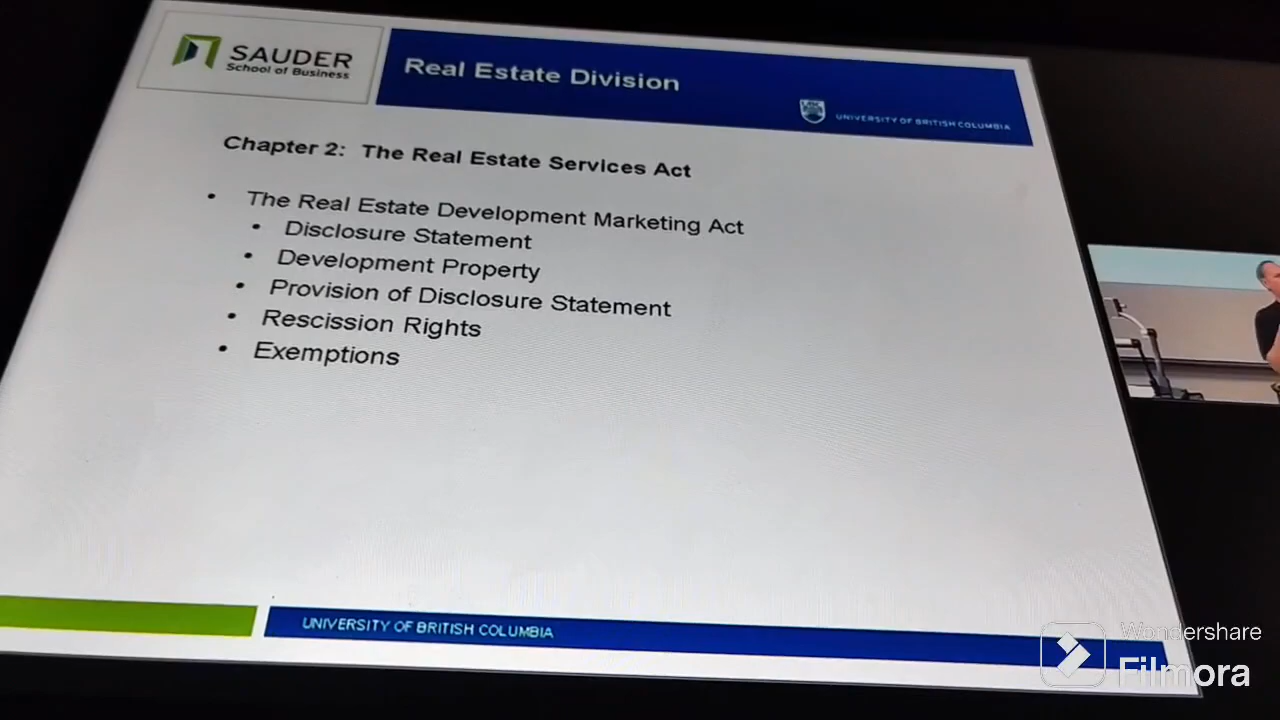 SAUDER
School of Business
Real Estate Division
UNIVERSITY OF BRITISH COLUMBIA
Chapter 2: The Real Estate Services Act
• The Real Estate Development Marketing Act
• Disclosure Statement
• Development Property
• Provision of Disclosure Statement
• Rescission Rights
• Exemptions
UNIVERSITY OF BRITISH COLUMBIA
Wondershare
Filmora